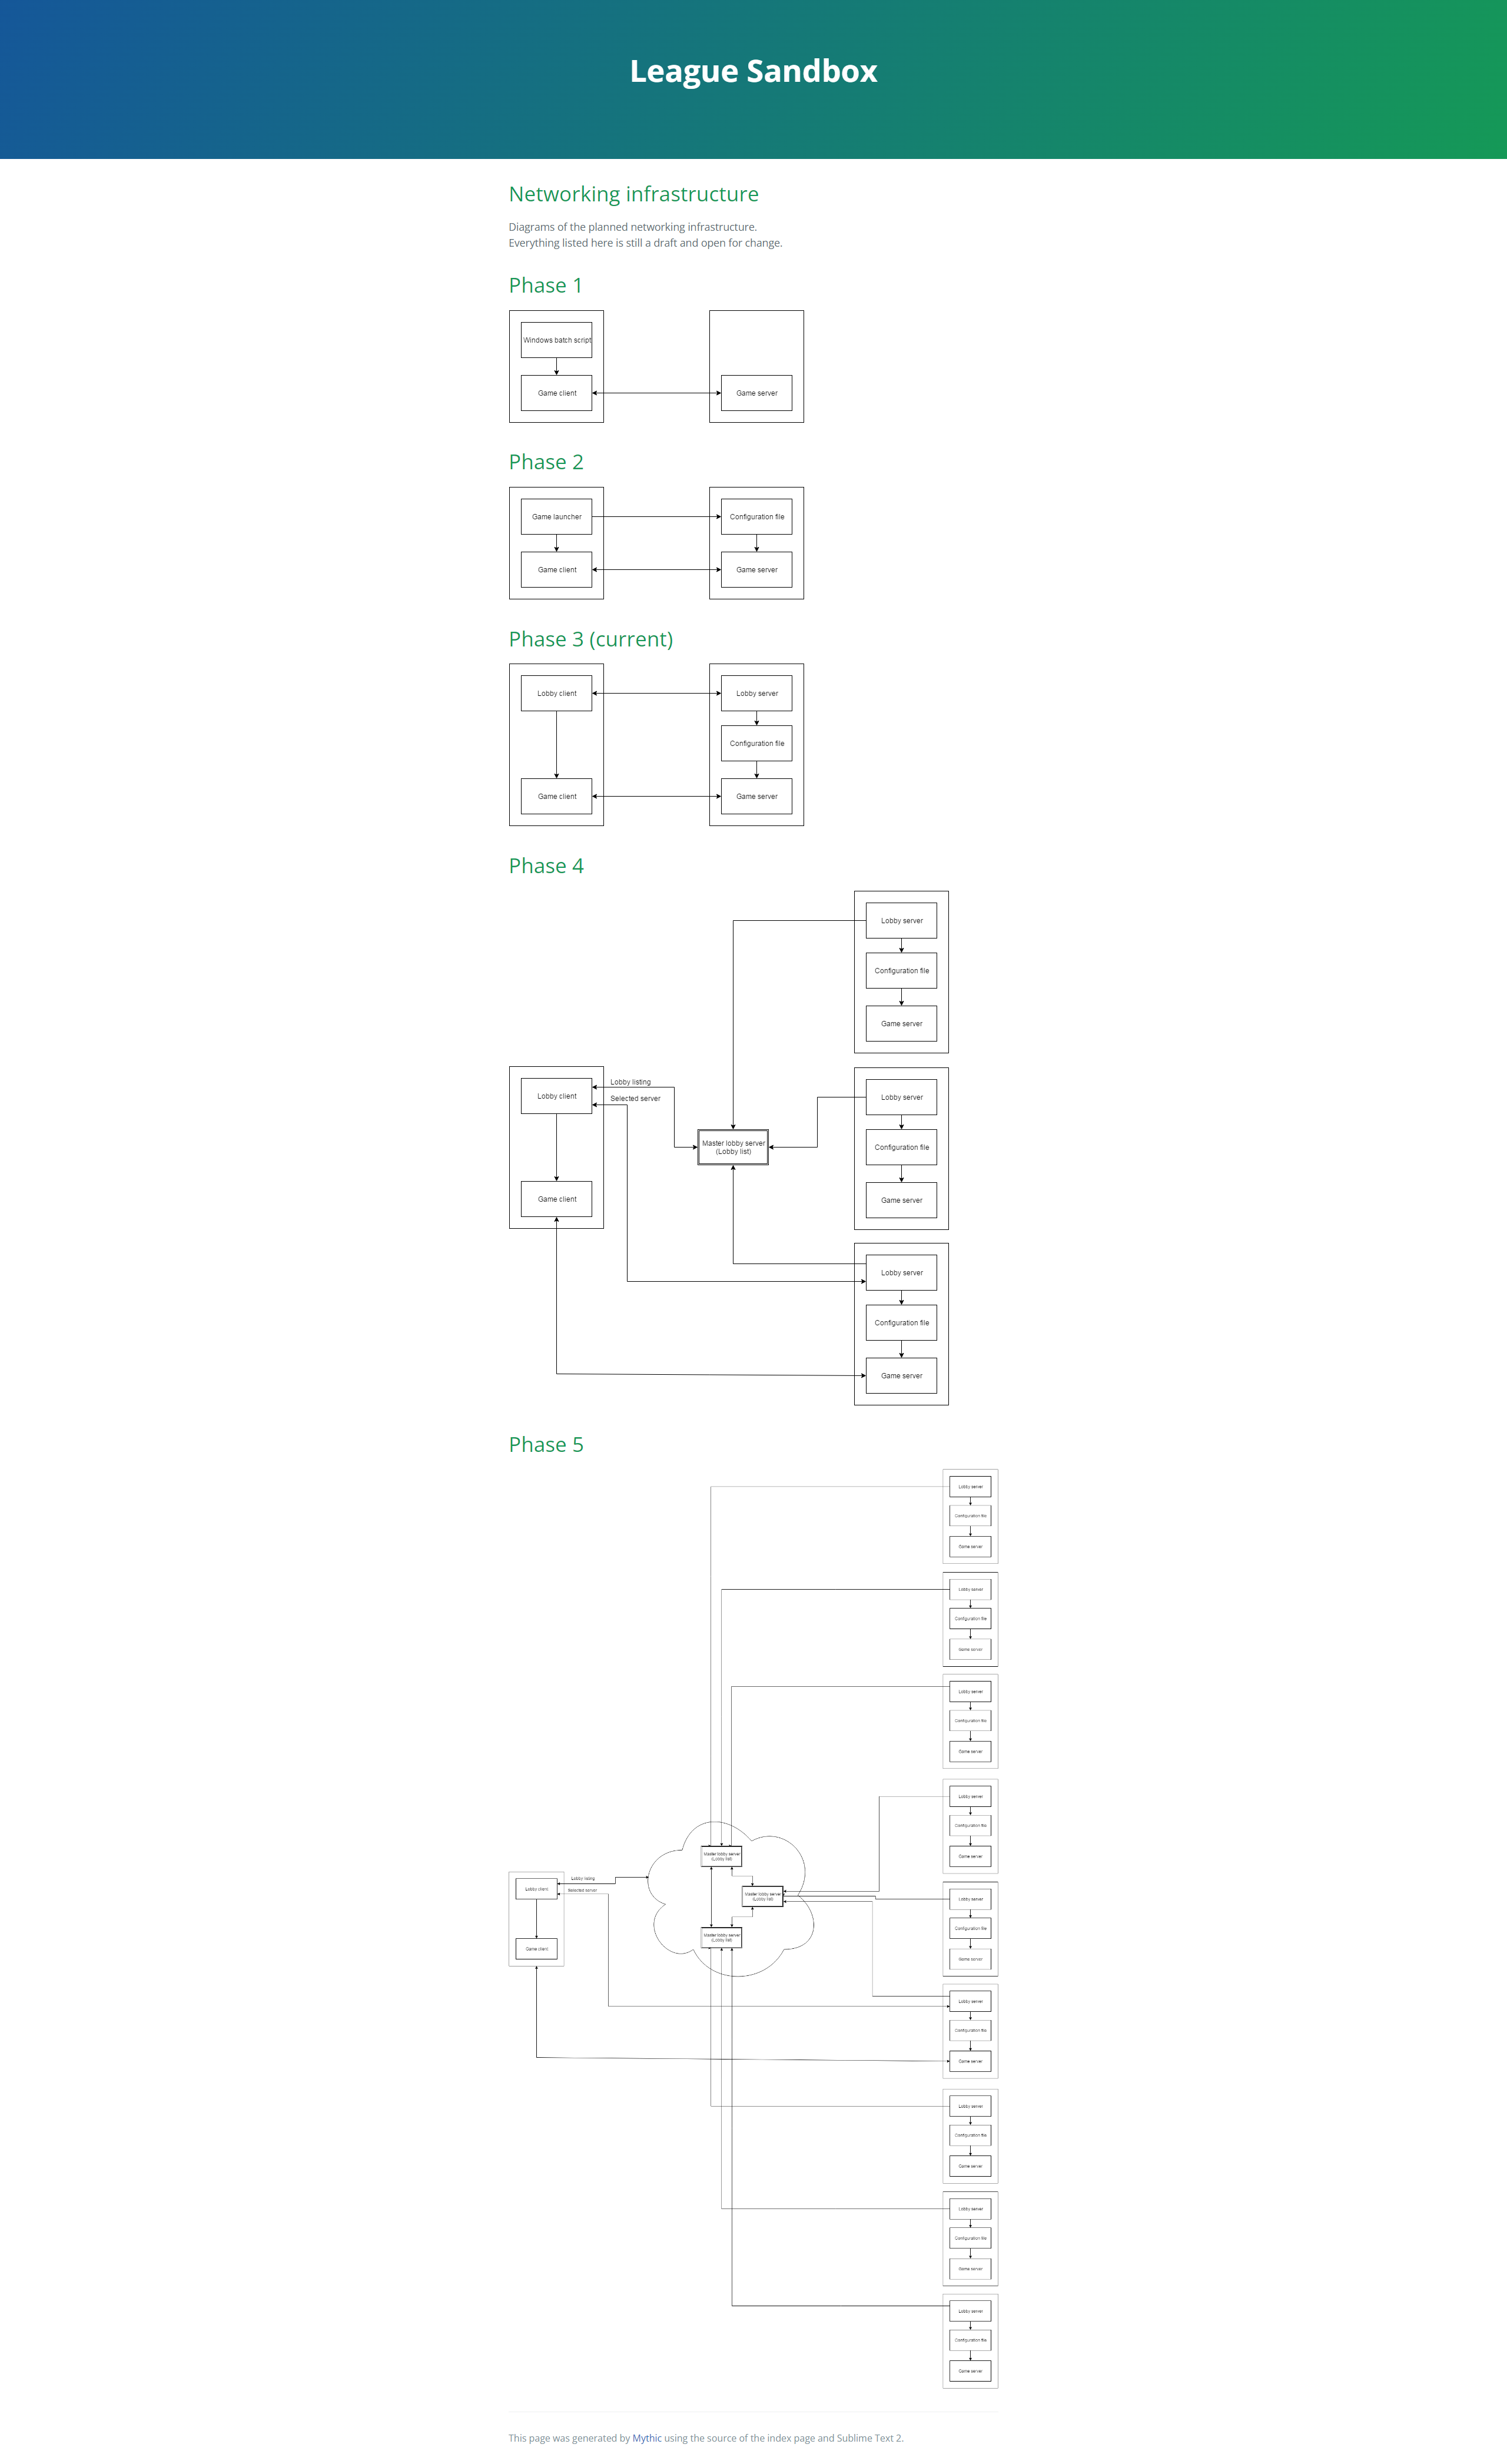 League Sandbox
Networking infrastructure
Diagrams of the planned networking infrastructure.
Everything listed here is still a draft and open for change.
Phase 1
Windows batch script
Game client
Game server
Phase 2
Game launcher
Configuration file
Game client
Game server
Phase 3 (current)
Lobby client
Lobby server
Configuration file
Game client
Game server
Phase 4
Lobby server
Configuration file
Game server
Lobby listing
Lobby client
Selected server
Master lobby server
(Lobby list)
Game client
Lobby server
Configuration file
Game server
Lobby server
Configuration file
Game server
Phase 5
Lobby server
Configuration file
Game server
Lobby server
Configuration file
Game server
Lobby server
Configuration file
Game server
Lobby server
Configuration file
Game server
Master lobby server
(Lobby list)
Lobby listing
Lobby client
Selected server
Master lobby server
(Lobby list)
Master lobby server
(Lobby list)
Game client
Lobby server
Configuration file
Game server
Lobby server
Configuration file
Game server
Lobby server
Configuration file
Game server
Lobby server
Configuration file
Game server
Lobby server
Configuration file
Game server
This page was generated by Mythic using the source of the index page and Sublime Text 2.